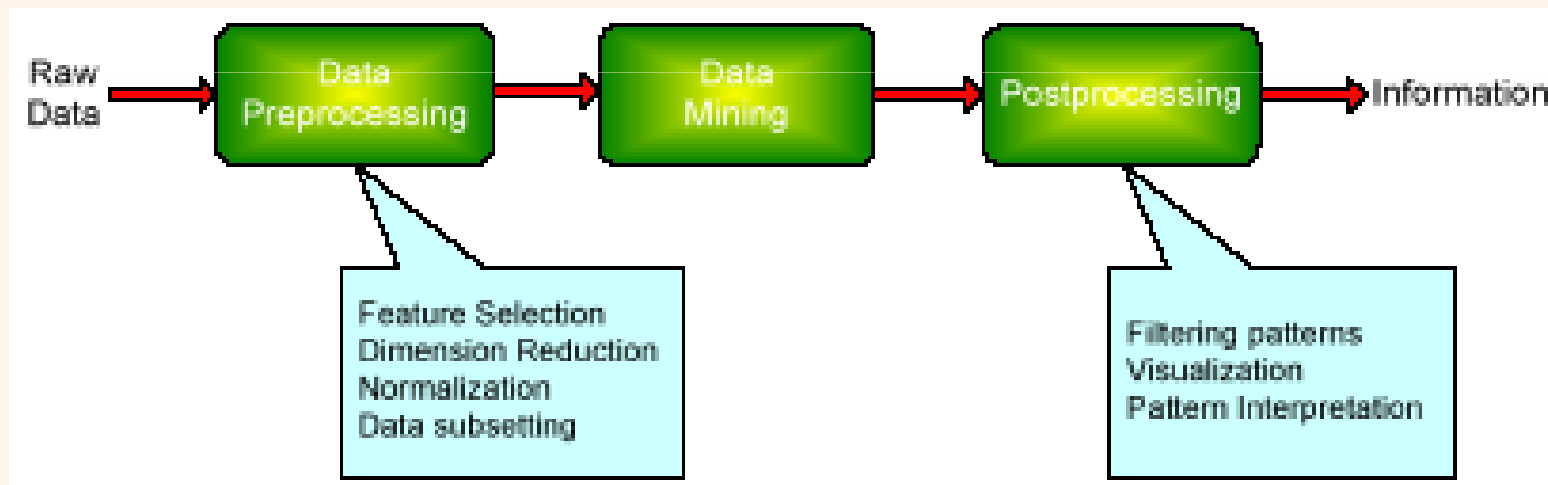 Raw
Data
Data
Preprocessing
Data
Mining
Postprocessing
Information
Feature Selection
Dimension Reduction
Normalization
Data subsetting
Filtering patterns
Visualization
Pattern Interpretation